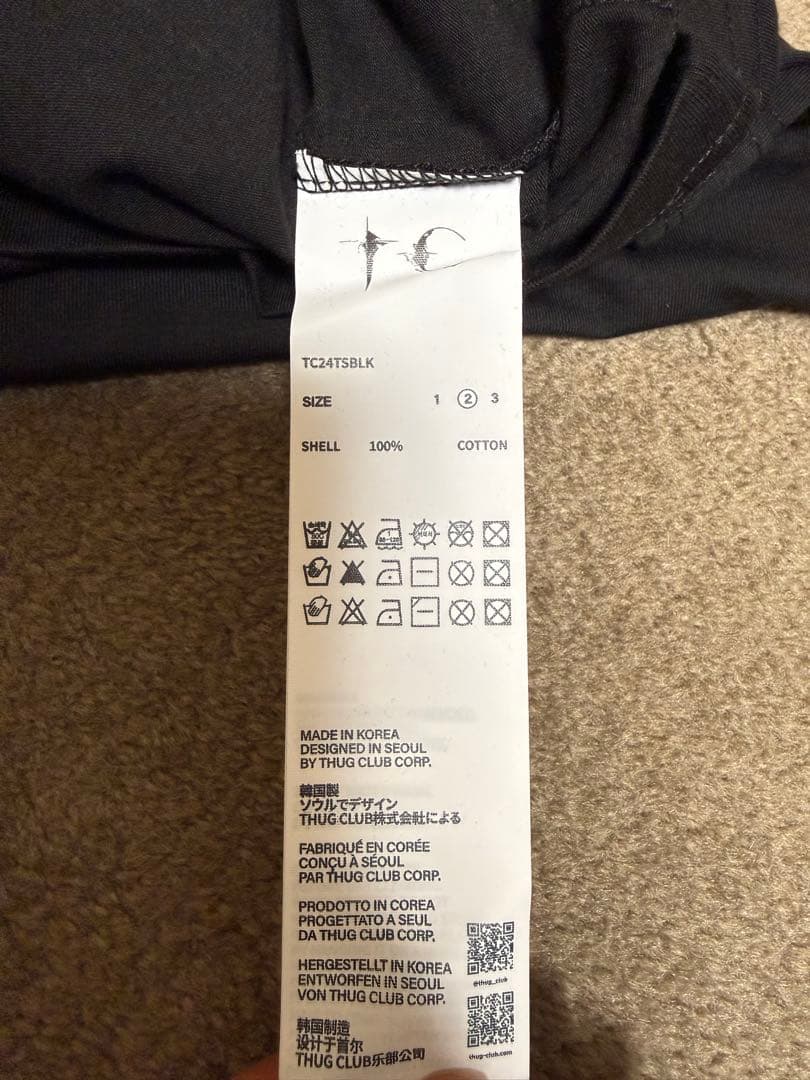 TC
TC24TSBLK
SIZE 1 2 3
SHELL 100% COTTON
MADE IN KOREA
DESIGNED IN SEOUL
BY THUG CLUB CORP.
韓国製
ソウルでデザイン
THUG CLUB株式会社による
FABRIQUÉ EN CORÉE
CONÇU À SÉOUL
PAR THUG CLUB CORP.
PRODOTTO IN COREA
PROGETTATO A SEUL
DA THUG CLUB CORP.
HERGESTELLT IN KOREA
ENTWORFEN IN SEOUL
VON THUG CLUB CORP.
@thug_club
韩国制造
设计于首尔
THUG CLUB乐部公司
thug-club.com